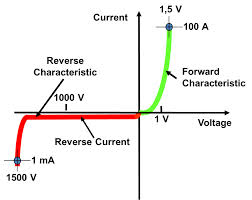 Current
1,5 V
100 A
Reverse
Characteristic
Forward
Characteristic
1000 V
1 V
Voltage
Reverse Current
1 mA
1500 V